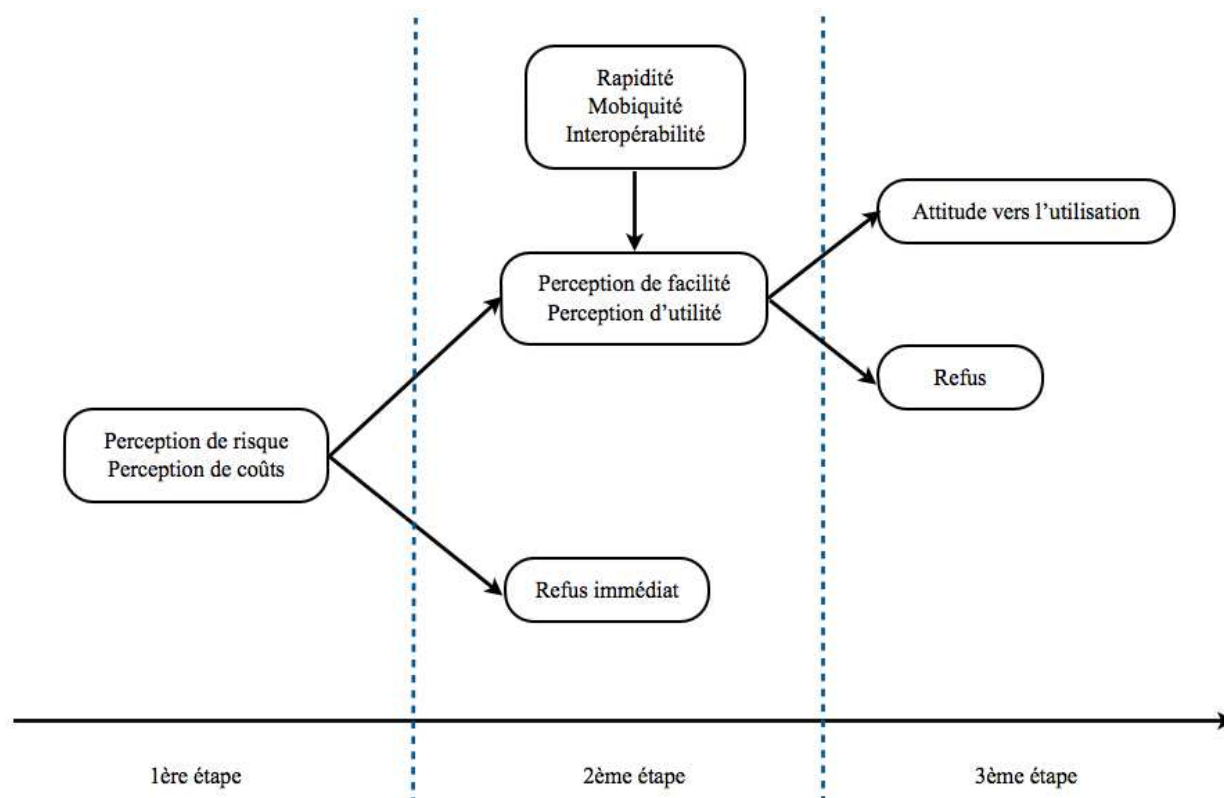 Rapidité
Mobiquité
Interopérabilité
Attitude vers l’utilisation
Perception de facilité
Perception d’utilité
Refus
Perception de risque
Perception de coûts
Refus immédiat
1ère étape
2ème étape
3ème étape